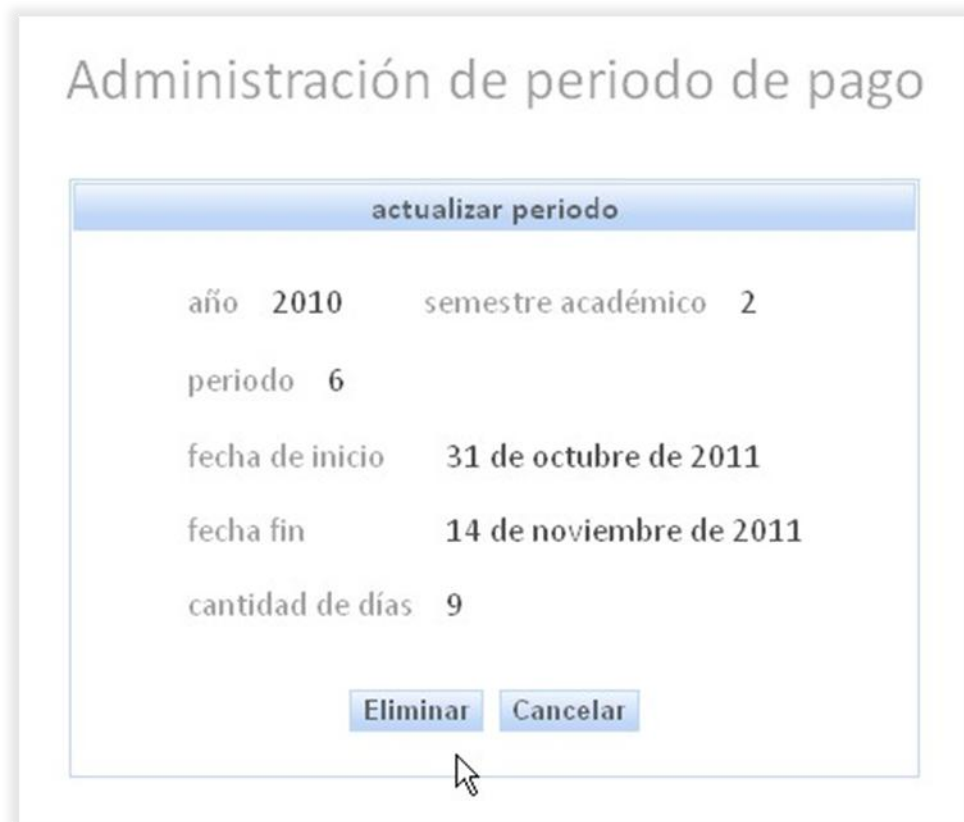 Administración de periodo de pago
actualizar periodo
año 2010 semestre académico 2
periodo 6
fecha de inicio 31 de octubre de 2011
fecha fin 14 de noviembre de 2011
cantidad de días 9
Eliminar Cancelar